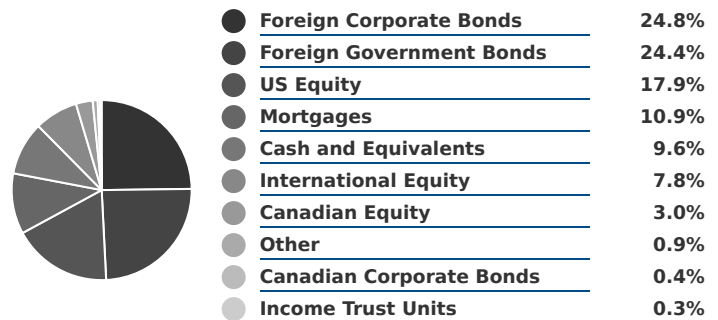 Foreign Corporate Bonds 24.8%
Foreign Government Bonds 24.4%
US Equity 17.9%
Mortgages 10.9%
Cash and Equivalents 9.6%
International Equity 7.8%
Canadian Equity 3.0%
Other 0.9%
Canadian Corporate Bonds 0.4%
Income Trust Units 0.3%